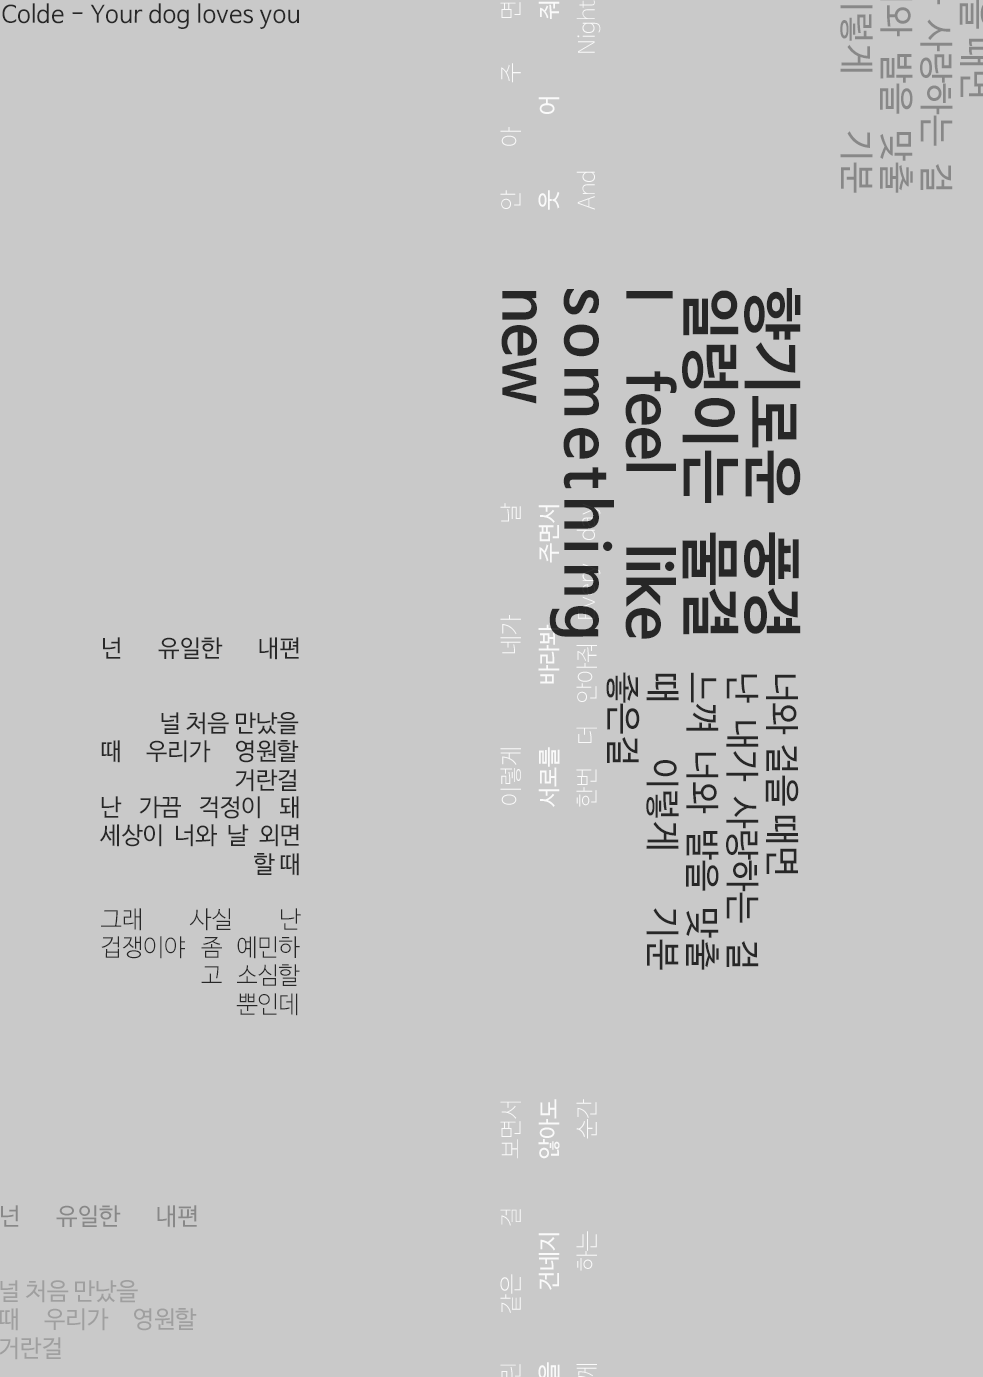 Colde – Your dog loves you
을 때면
사랑하는 걸
와 발을 맞출
이렇게 기분
향기로운 풍경
일렁이는 물결
I feel like
something
new
너와 걸을 때면
난 내가 사랑하는 걸
느껴 너와 발을 맞출
때 이렇게 기분
좋은걸
같은 걸 보면서 이렇게 네가 날 안 아 주 면
을 건네지 않아도 서로를 바라봐 주면서 웃 어 줘
께 하는 순간 한번 더 안아줘 Every day And Night
넌 유일한 내편
널 처음 만났을
때 우리가 영원할
거란걸
난 가끔 걱정이 돼
세상이 너와 날 외면
할 때
그래 사실 난
겁쟁이야 좀 예민하
고 소심할
뿐인데
넌 유일한 내편
널 처음 만났을
때 우리가 영원할
거란걸